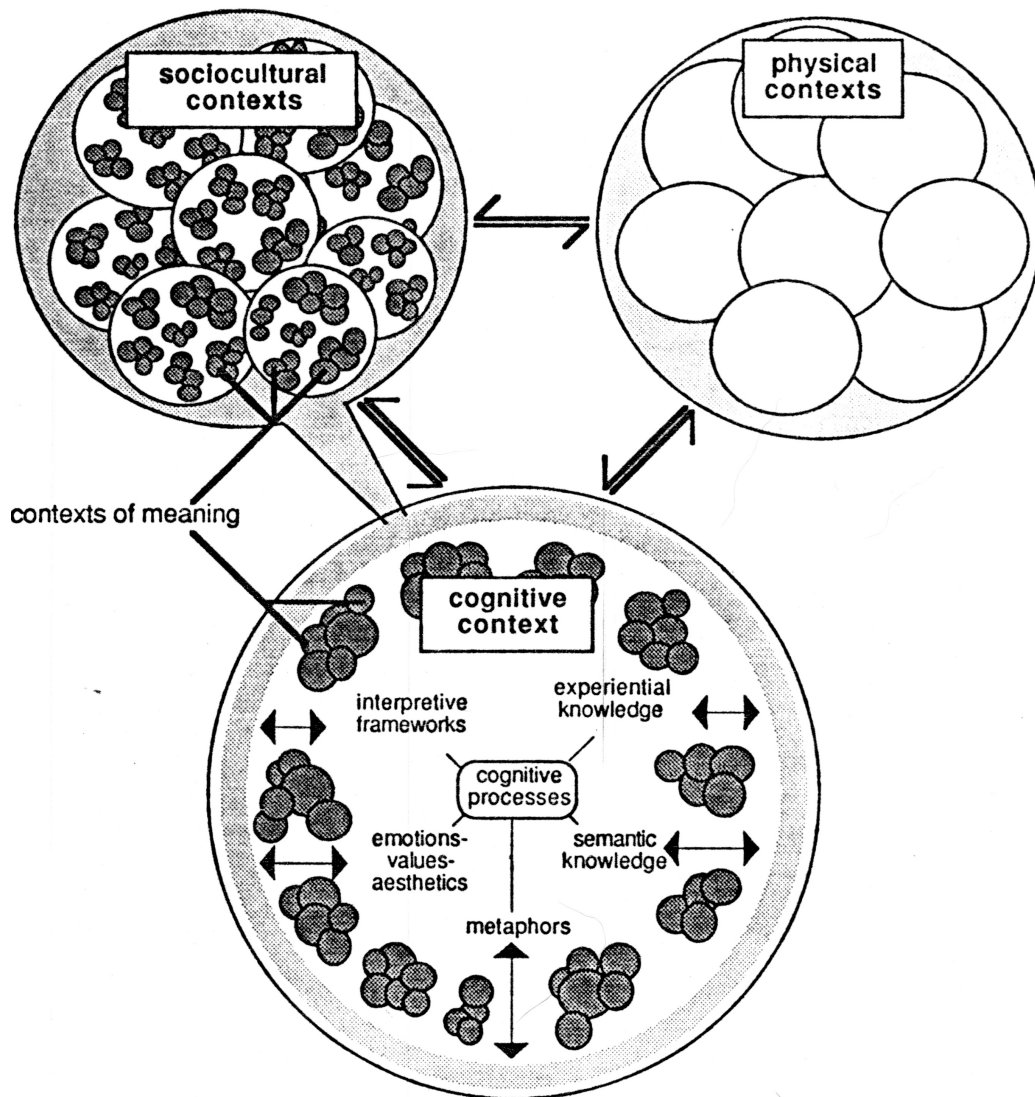 sociocultural
contexts
physical
contexts
contexts of meaning
cognitive
context
interpretive
frameworks
experiential
knowledge
cognitive
processes
emotions-
values-
aesthetics
semantic
knowledge
metaphors